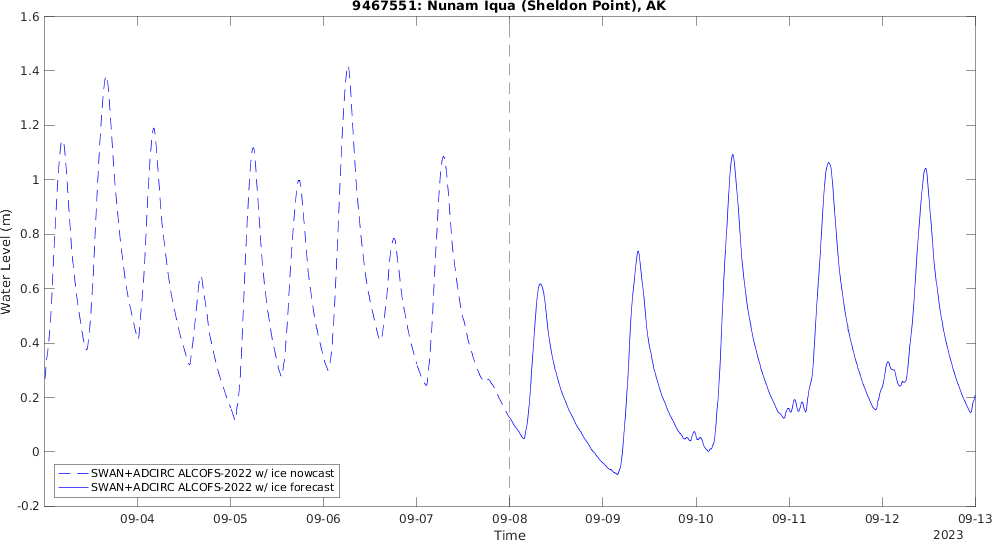 9467551: Nunam Iqua (Sheldon Point), AK
1.6
1.4
1.2
1
0.8
0.6
0.4
0.2
0
-0.2
Water Level (m)
SWAN+ADCIRC ALCOFS-2022 w/ ice nowcast
SWAN+ADCIRC ALCOFS-2022 w/ ice forecast
09-04 09-05 09-06 09-07 09-08 09-09 09-10 09-11 09-12 09-13
Time
2023